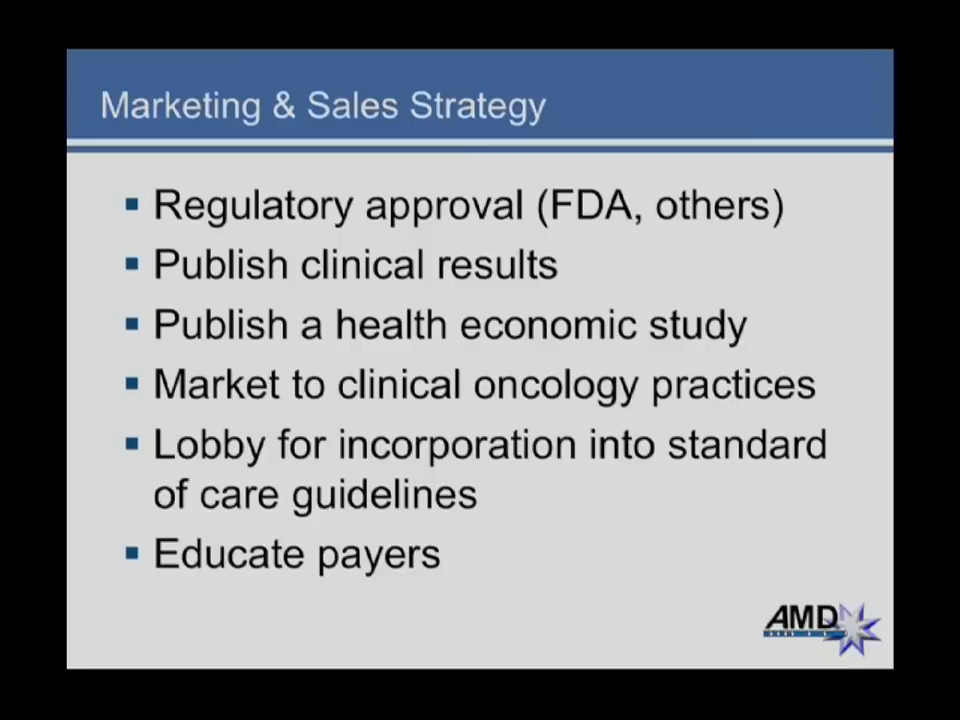 Marketing & Sales Strategy
Regulatory approval (FDA, others)
Publish clinical results
Publish a health economic study
Market to clinical oncology practices
Lobby for incorporation into standard
of care guidelines
Educate payers
AMD